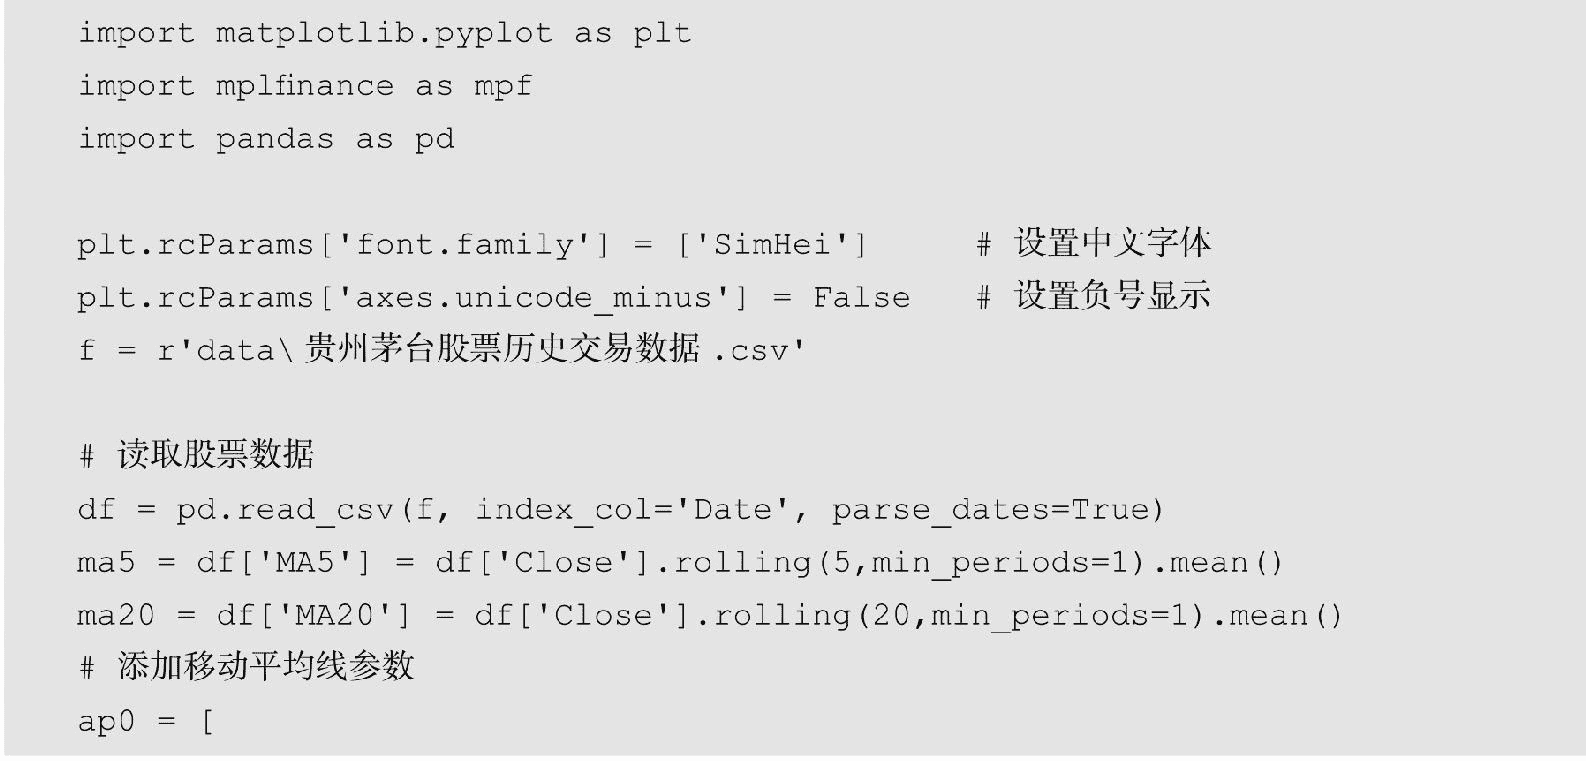 import matplotlib.pyplot as plt
import mplfinance as mpf
import pandas as pd
plt.rcParams['font.family'] = ['SimHei']      # 设置中文字体
plt.rcParams['axes.unicode_minus'] = False    # 设置负号显示
f = r'data\贵州茅台股票历史交易数据.csv'
# 读取股票数据
df = pd.read_csv(f, index_col='Date', parse_dates=True)
ma5 = df['MA5'] = df['Close'].rolling(5,min_periods=1).mean()
ma20 = df['MA20'] = df['Close'].rolling(20,min_periods=1).mean()
# 添加移动平均线参数
ap0 = [